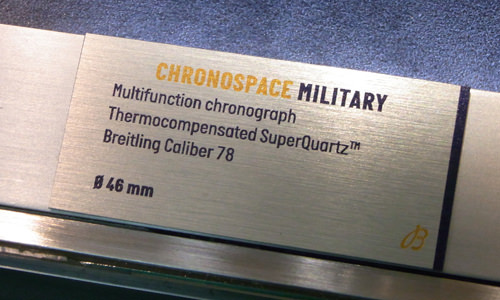 CHRONOSPACE MILITARY
Multifunction chronograph
Thermocompensated SuperQuartz™
Breitling Caliber 78
Ø 46 mm
B